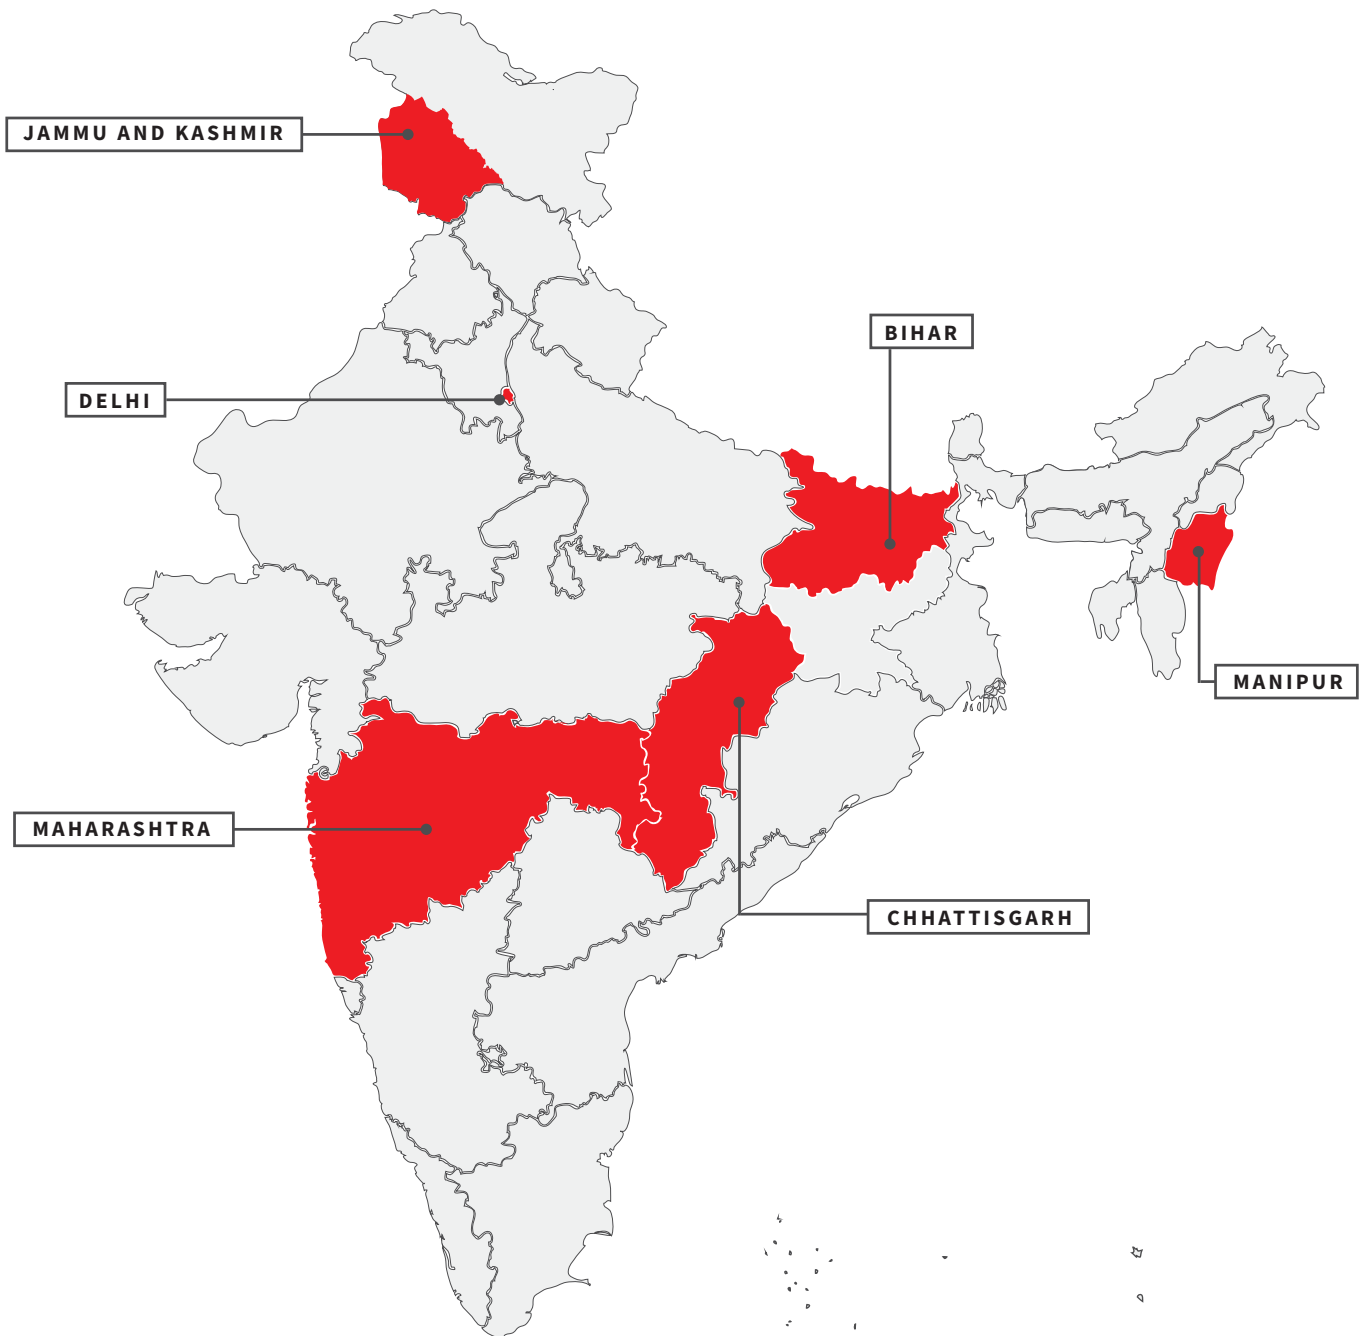 JAMMU AND KASHMIR
BIHAR
DELHI
MANIPUR
MAHARASHTRA
CHHATTISGARH